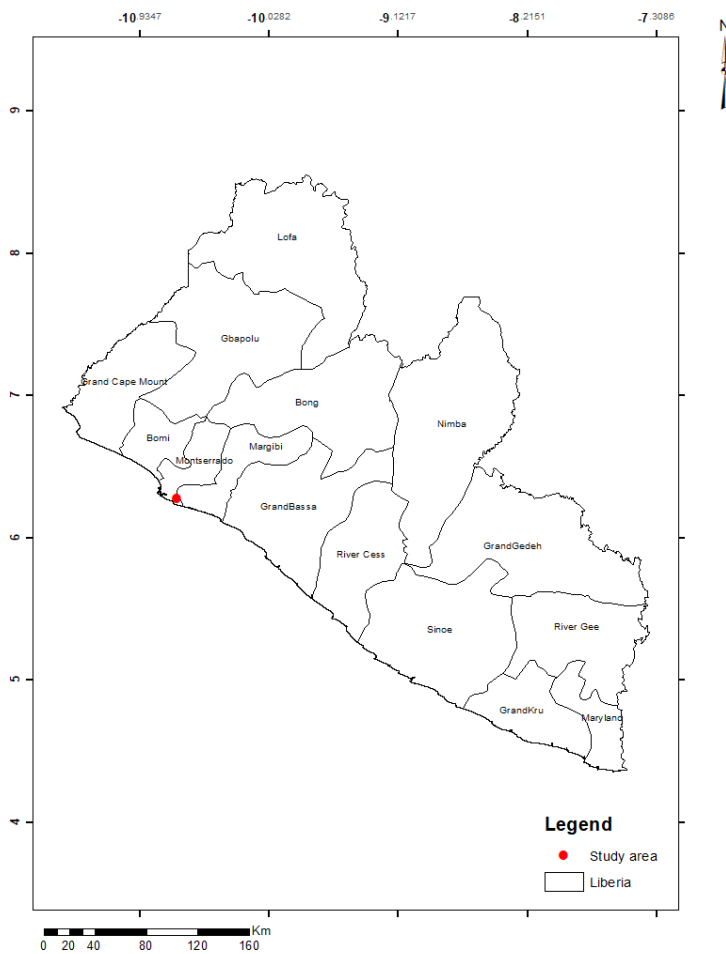 -10.9347 -10.0282 -9.1217 -8.2151 -7.3086
N
9
8
7
6
5
4
Lofa
Gbapolu
Grand Cape Mount
Bong
Nimba
Bomi
Margibi
Montserrado
GrandBassa
GrandGedeh
River Cess
Sinoe
River Gee
GrandKru
Maryland
Legend
Study area
Liberia
Km
0 20 40 80 120 160